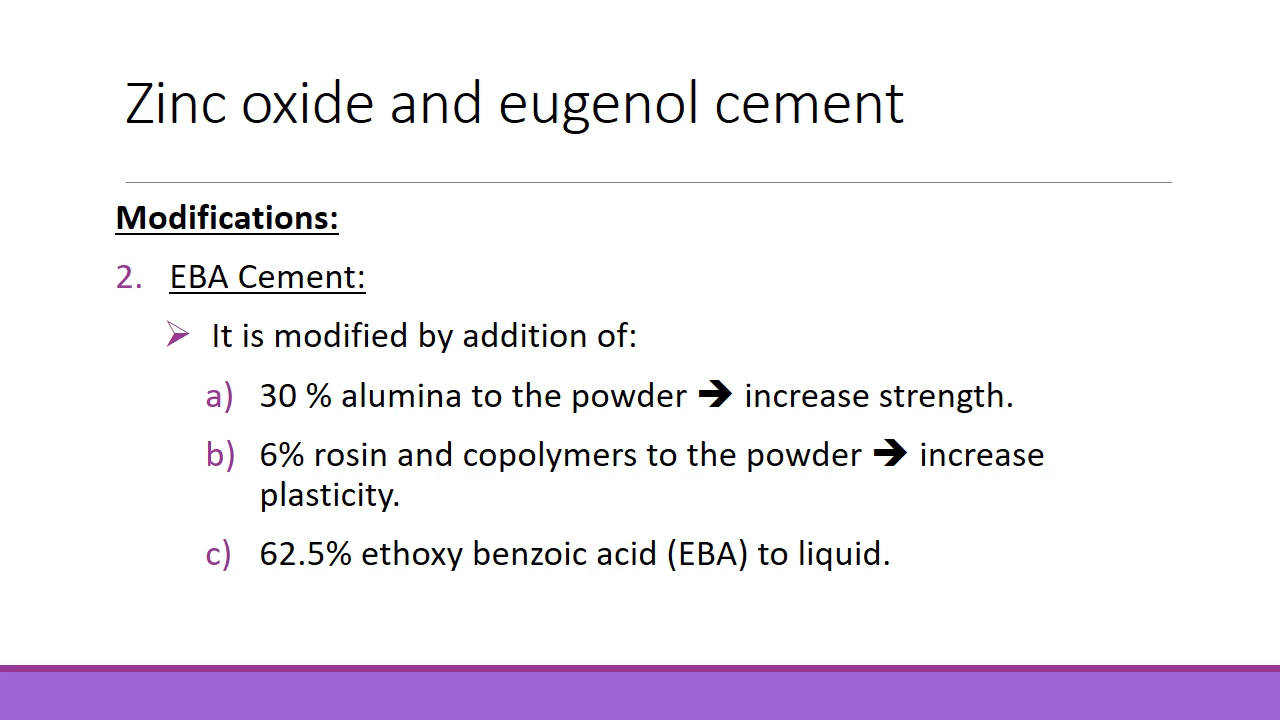 Zinc oxide and eugenol cement
Modifications:
2. EBA Cement:
➢ It is modified by addition of:
a) 30 % alumina to the powder 🡺 increase strength.
b) 6% rosin and copolymers to the powder 🡺 increase
plasticity.
c) 62.5% ethoxy benzoic acid (EBA) to liquid.